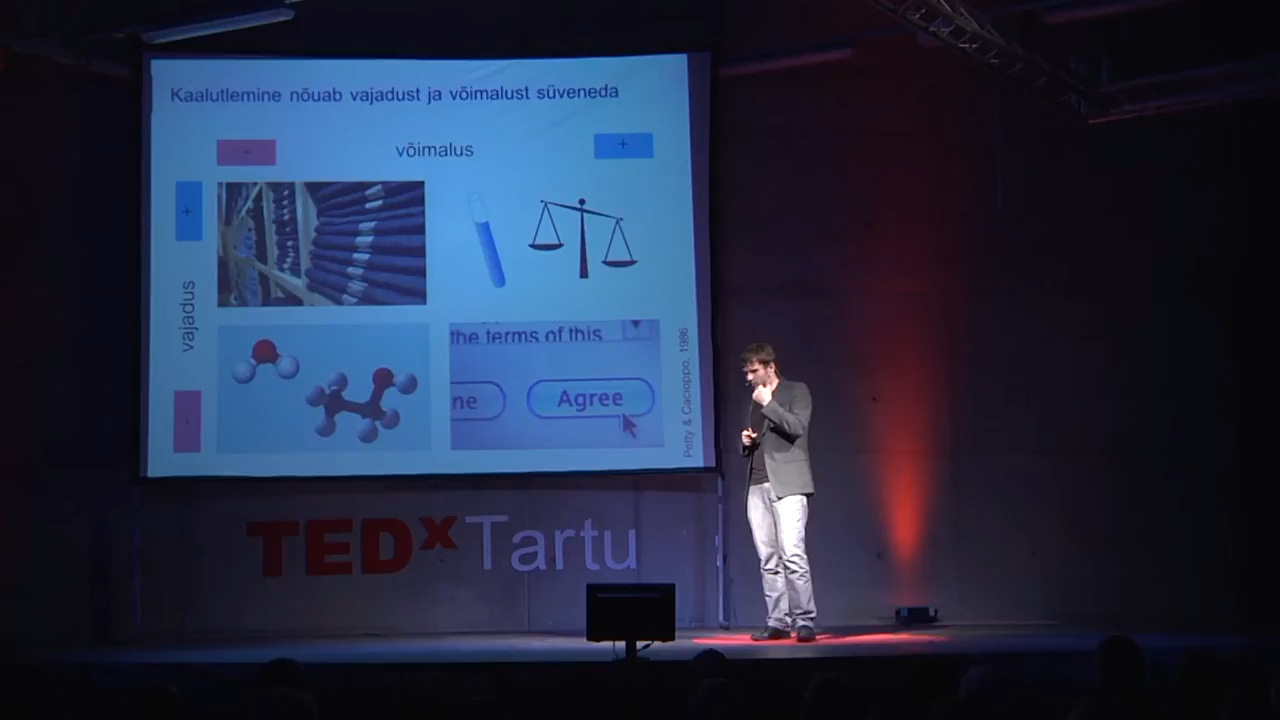 Kaalutlemine nõuab vajadust ja võimalust süveneda
- võimalus +
+
vajadus
-
the terms of this
ne Agree
Petty & Cacioppo, 1986
TEDxTartu